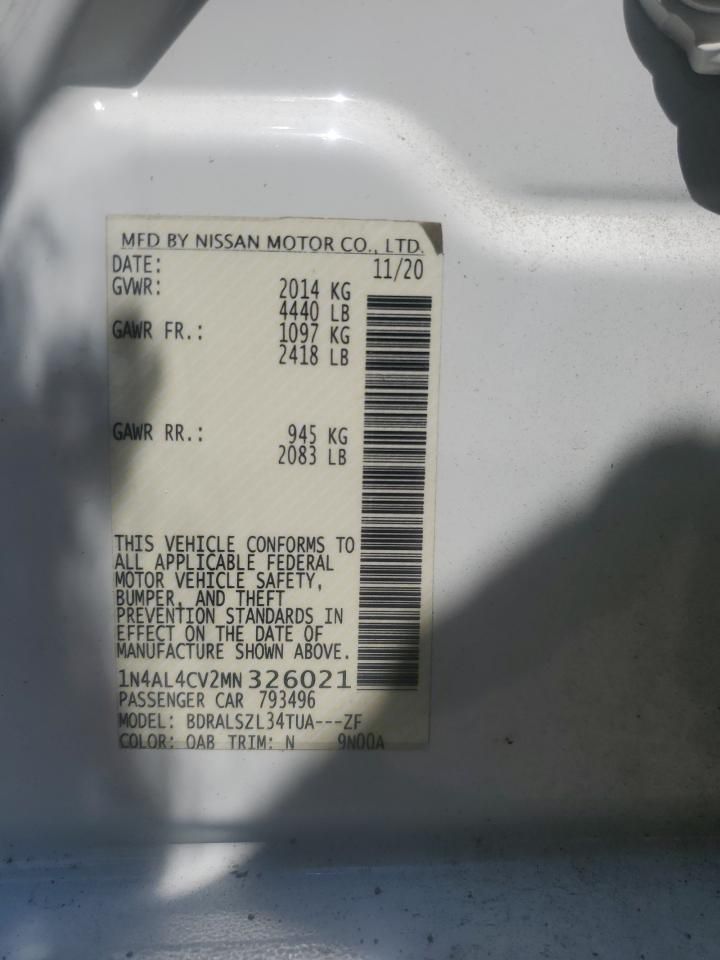 MFD BY NISSAN MOTOR CO., LTD.
DATE: 11/20
GVWR: 2014 KG
4440 LB
GAWR FR.: 1097 KG
2418 LB
GAWR RR.: 945 KG
2083 LB
THIS VEHICLE CONFORMS TO
ALL APPLICABLE FEDERAL
MOTOR VEHICLE SAFETY,
BUMPER, AND THEFT
PREVENTION STANDARDS IN
EFFECT ON THE DATE OF
MANUFACTURE SHOWN ABOVE.
1N4AL4CV2MN 326021
PASSENGER CAR 793496
MODEL: BDRALSZL34TUA---ZF
COLOR: QAB TRIM: N 9N00A